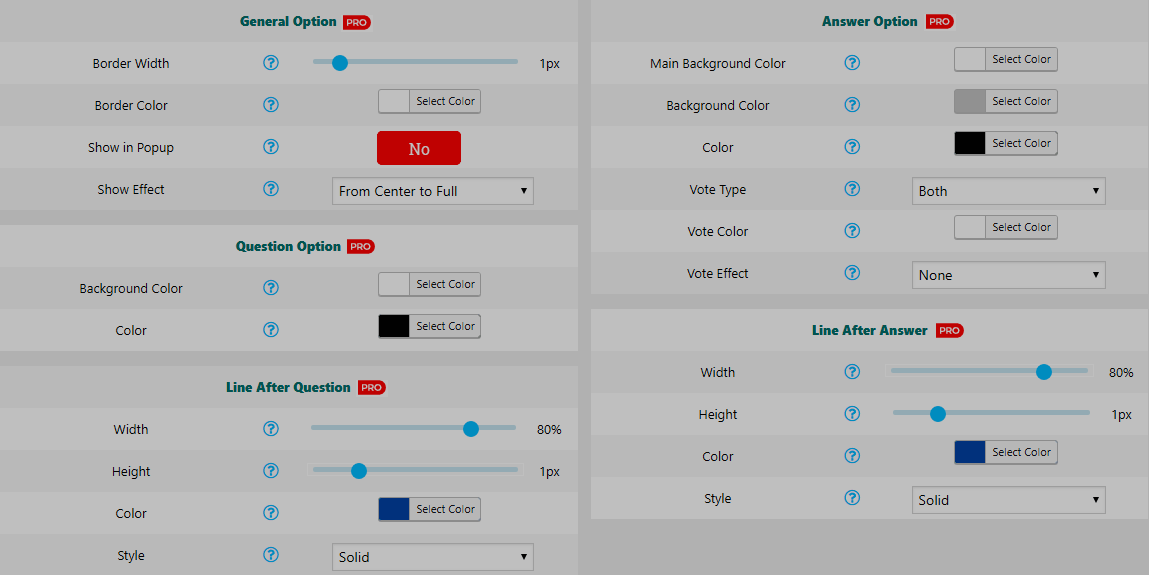 General Option PRO
Border Width 1px
Border Color Select Color
Show in Popup No
Show Effect From Center to Full
Question Option PRO
Background Color Select Color
Color Select Color
Line After Question PRO
Width 80%
Height 1px
Color Select Color
Style Solid
Answer Option PRO
Main Background Color Select Color
Background Color Select Color
Color Select Color
Vote Type Both
Vote Color Select Color
Vote Effect None
Line After Answer PRO
Width 80%
Height 1px
Color Select Color
Style Solid